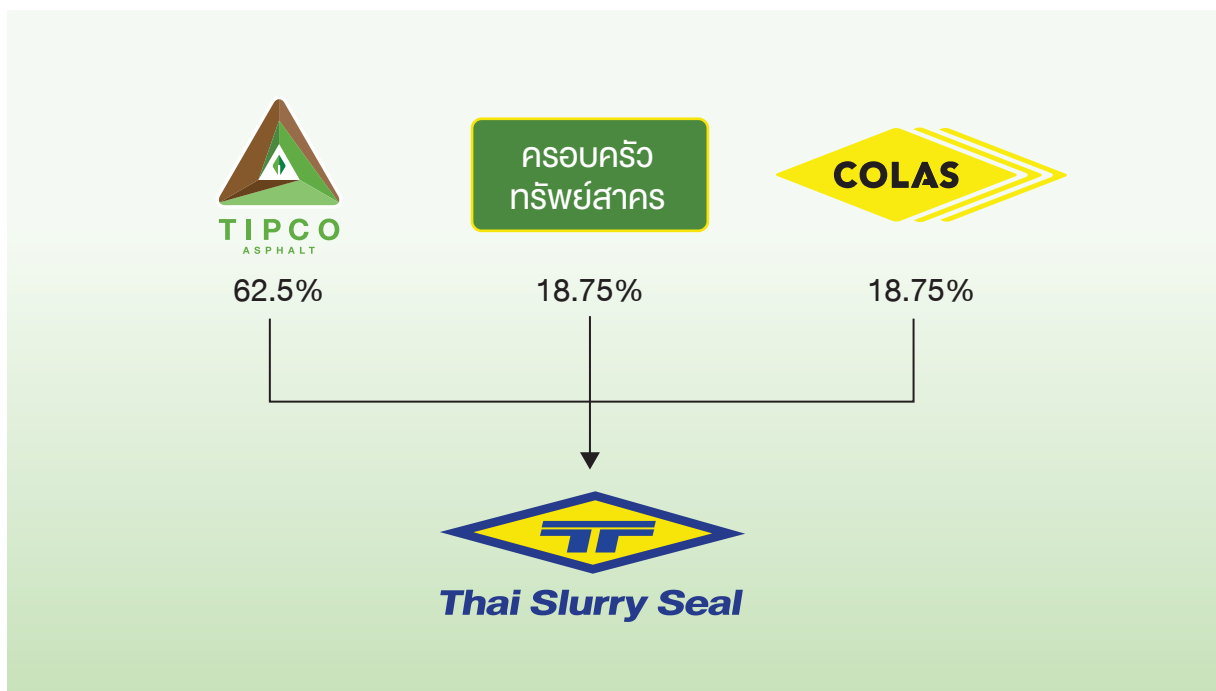 TIPCO
ASPHALT
ครอบครัว
ทรัพย์สาคร
COLAS
62.5%
18.75%
18.75%
Thai Slurry Seal